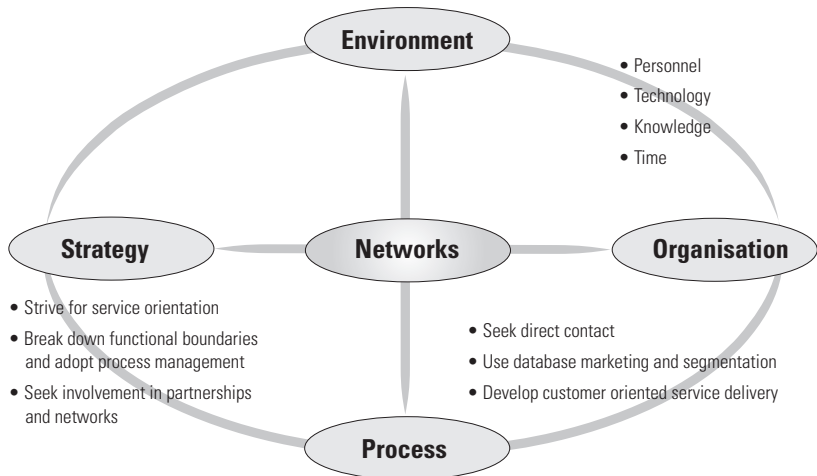 Environment
• Personnel
• Technology
• Knowledge
• Time
Strategy
Networks
Organisation
• Strive for service orientation
• Break down functional boundaries
and adopt process management
• Seek involvement in partnerships
and networks
• Seek direct contact
• Use database marketing and segmentation
• Develop customer oriented service delivery
Process